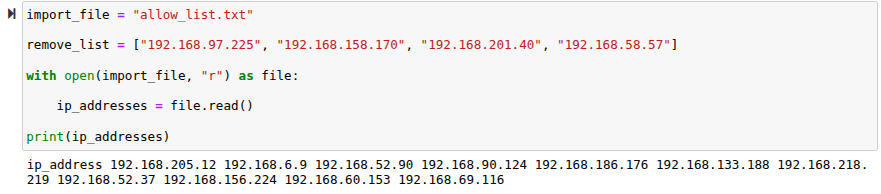 import_file = "allow_list.txt"
remove_list = ["192.168.97.225", "192.168.158.170", "192.168.201.40", "192.168.58.57"]
with open(import_file, "r") as file:
ip_addresses = file.read()
print(ip_addresses)
ip_address 192.168.205.12 192.168.6.9 192.168.52.90 192.168.90.124 192.168.186.176 192.168.133.188 192.168.218.
219 192.168.52.37 192.168.156.224 192.168.60.153 192.168.69.116